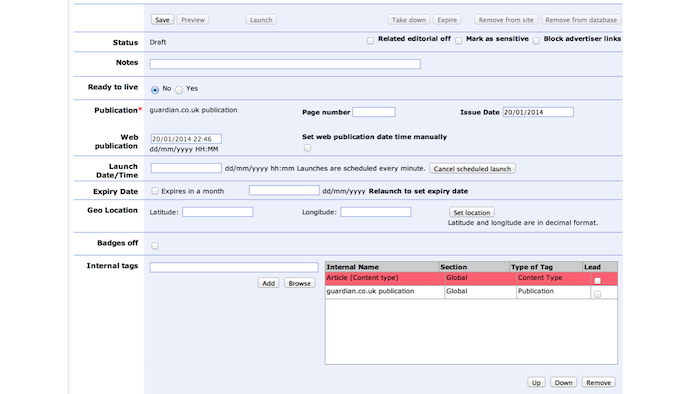 Save Preview Launch Take down Expire Remove from site Remove from database
Status Draft Related editorial off Mark as sensitive Block advertiser links
Notes
Ready to live No Yes
Publication* guardian.co.uk publication Page number Issue Date 20/01/2014
Web publication 20/01/2014 22:46 Set web publication date time manually
dd/mm/yyyy HH:MM
Launch Date/Time dd/mm/yyyy hh:mm Launches are scheduled every minute. Cancel scheduled launch
Expiry Date Expires in a month dd/mm/yyyy Relaunch to set expiry date
Geo Location Latitude: Longitude: Set location
Latitude and longitude are in decimal format.
Badges off
Internal tags Internal Name Section Type of Tag Lead
Article (Content type) Global Content Type
Add Browse guardian.co.uk publication Global Publication
Up Down Remove